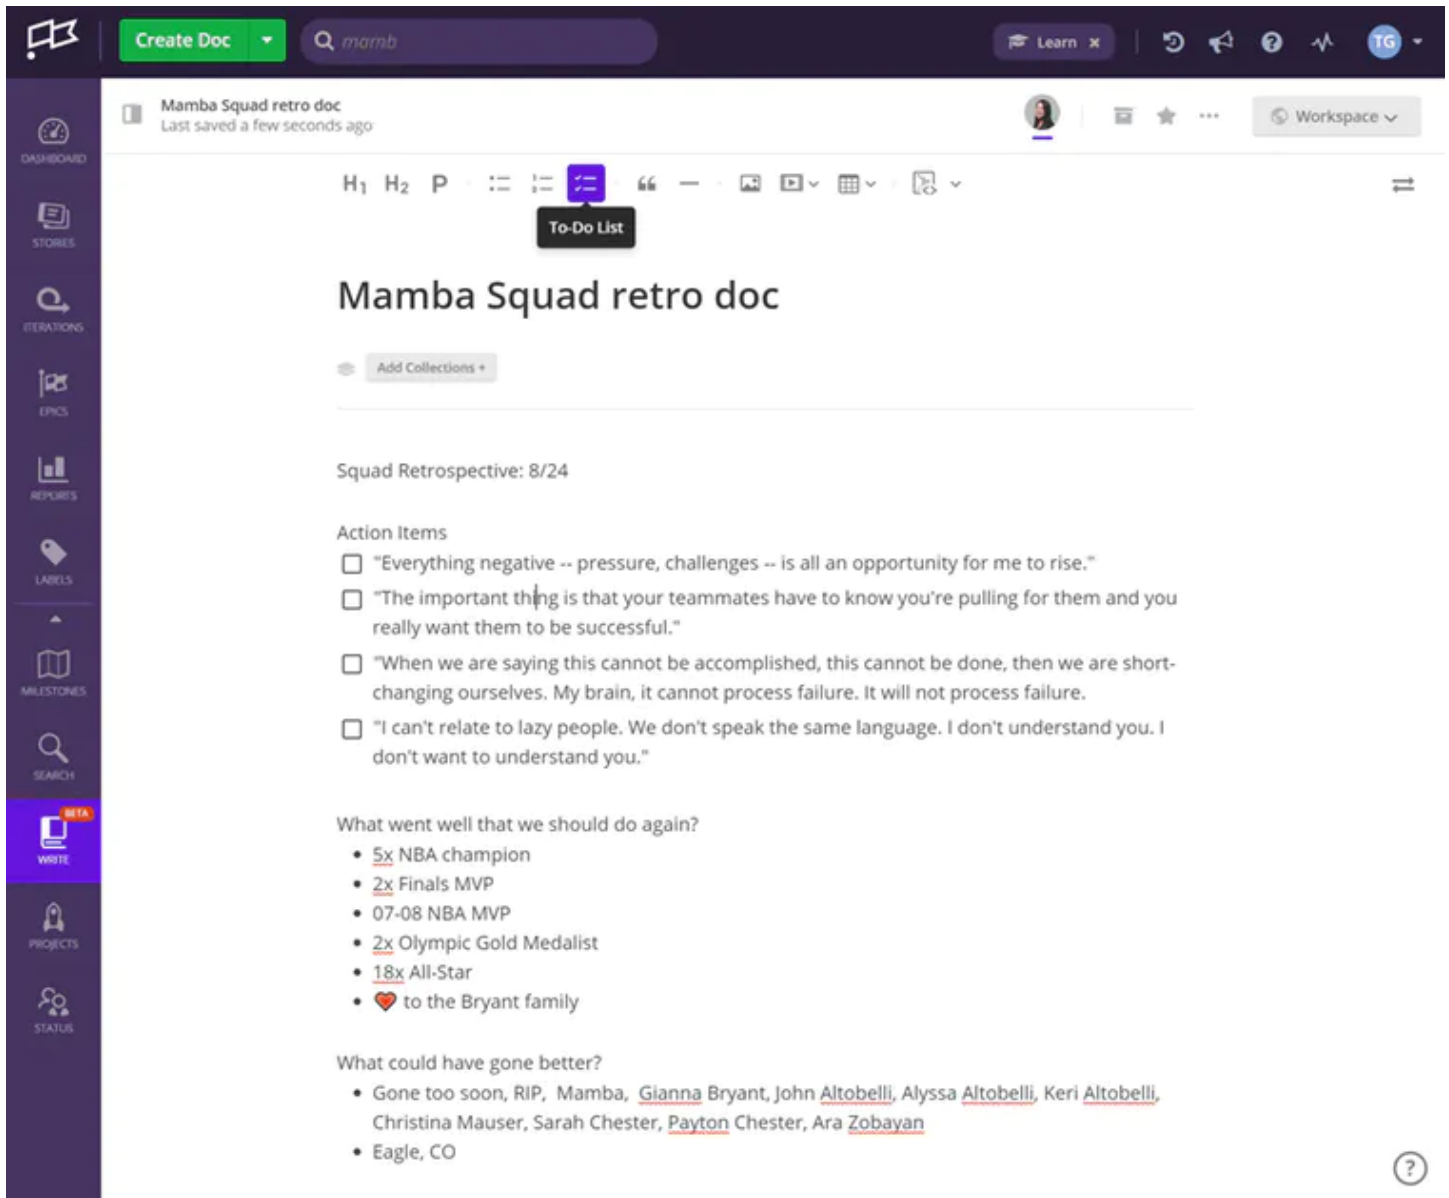 Create Doc
mamb
Learn x
TG
Mamba Squad retro doc
Last saved a few seconds ago
Workspace
H1 H2 P
To-Do List
DASHBOARD
STORIES
ITERATIONS
EPICS
REPORTS
LABELS
MILESTONES
SEARCH
BETA
WRITE
PROJECTS
STATUS
Mamba Squad retro doc
Add Collections +
Squad Retrospective: 8/24
Action Items
"Everything negative -- pressure, challenges -- is all an opportunity for me to rise."
"The important thing is that your teammates have to know you're pulling for them and you
really want them to be successful."
"When we are saying this cannot be accomplished, this cannot be done, then we are short-
changing ourselves. My brain, it cannot process failure. It will not process failure.
"I can't relate to lazy people. We don't speak the same language. I don't understand you. I
don't want to understand you."
What went well that we should do again?
• 5x NBA champion
• 2x Finals MVP
• 07-08 NBA MVP
• 2x Olympic Gold Medalist
• 18x All-Star
• ❤️ to the Bryant family
What could have gone better?
• Gone too soon, RIP,  Mamba,  Gianna Bryant, John Altobelli, Alyssa Altobelli, Keri Altobelli,
Christina Mauser, Sarah Chester, Payton Chester, Ara Zobayan
• Eagle, CO